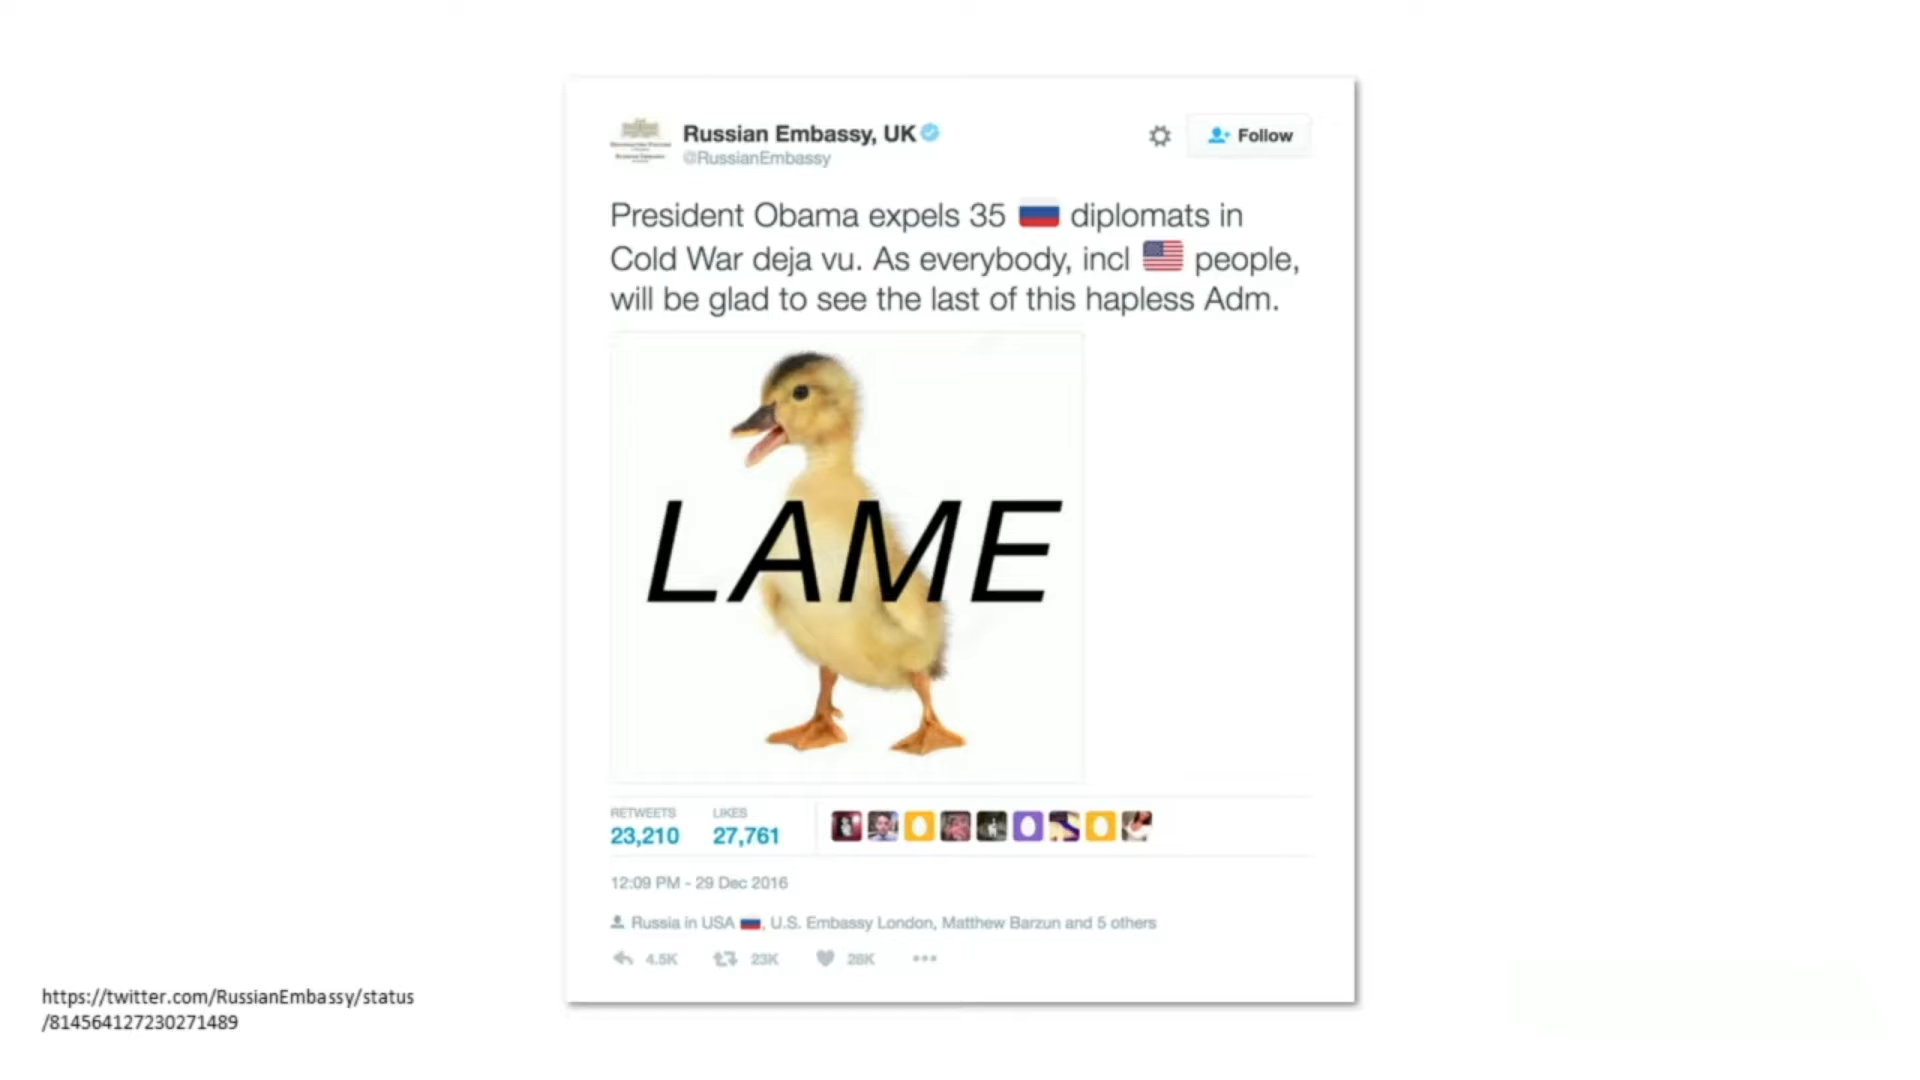 Russian Embassy, UK
@RussianEmbassy
Follow
President Obama expels 35 diplomats in
Cold War deja vu. As everybody, incl people,
will be glad to see the last of this hapless Adm.
LAME
RETWEETS LIKES
23,210 27,761
12:09 PM - 29 Dec 2016
Russia in USA , U.S. Embassy London, Matthew Barzun and 5 others
4.5K 23K 28K
https://twitter.com/RussianEmbassy/status
/814564127230271489